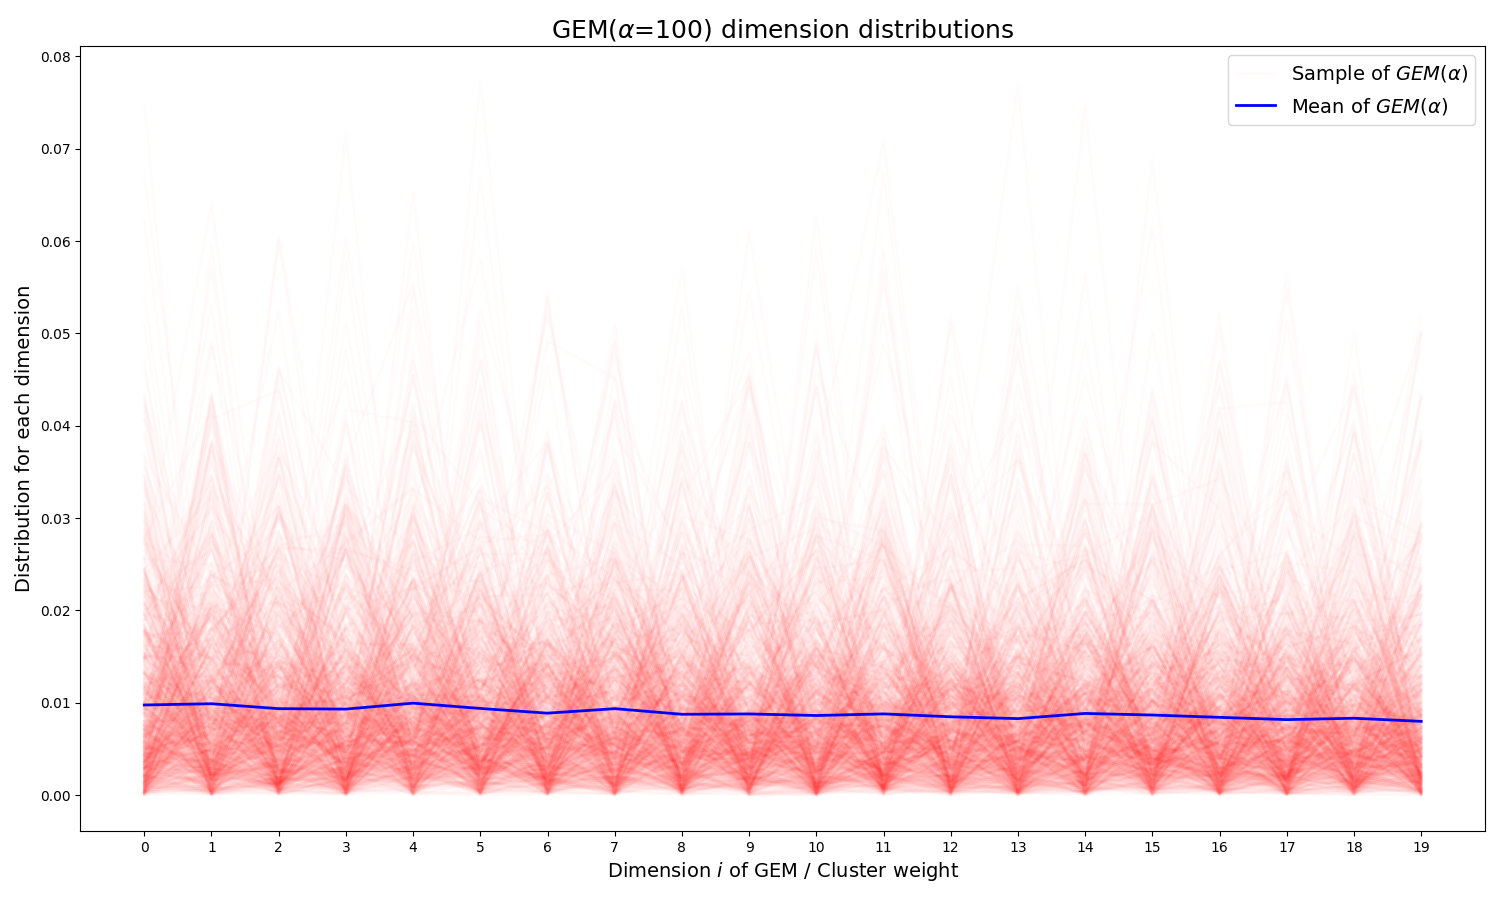 GEM(α=100) dimension distributions
Sample of GEM(α)
Mean of GEM(α)
Distribution for each dimension
0.08
0.07
0.06
0.05
0.04
0.03
0.02
0.01
0.00
0 1 2 3 4 5 6 7 8 9 10 11 12 13 14 15 16 17 18 19
Dimension i of GEM / Cluster weight